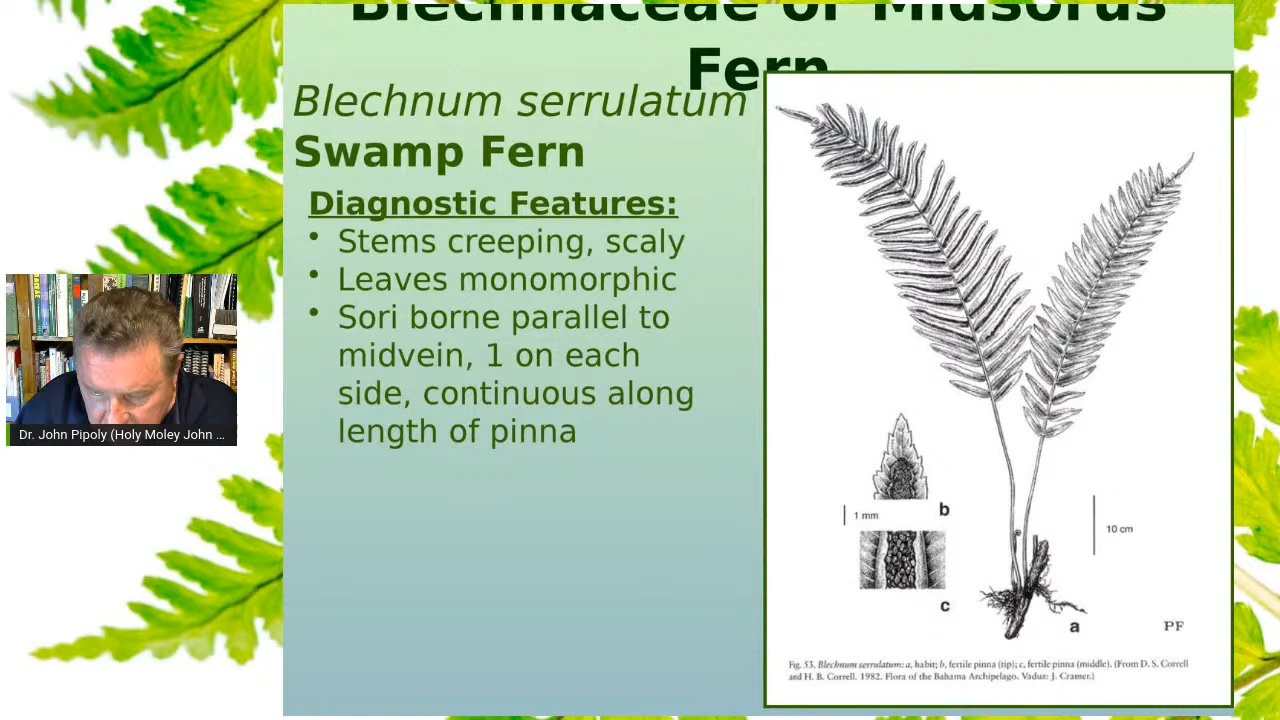 Blechnaceae or Midsorus
Fern
Blechnum serrulatum
Swamp Fern
Diagnostic Features:
• Stems creeping, scaly
• Leaves monomorphic
• Sori borne parallel to
midvein, 1 on each
side, continuous along
length of pinna
Dr. John Pipoly (Holy Moley John ...
b
1 mm
10 cm
c
a
PF
Fig. 53. Blechnum serrulatum: a, habit; b, fertile pinna (tip); c, fertile pinna (middle). (From D. S. Correll
and H. B. Correll. 1982. Flora of the Bahama Archipelago. Vaduz: J. Cramer.)